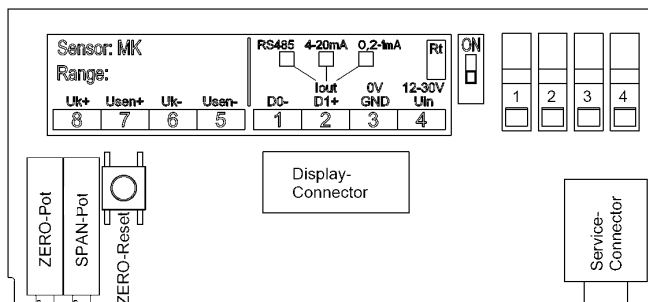 Sensor: MK
Range:
RS485 4-20mA 0,2-1mA Rt
ON
Iout 0V 12-30V
Uk+ Usen+ Uk- Usen- D0- D1+ GND Uin
8 7 6 5 1 2 3 4
1 2 3 4
Display-
Connector
ZERO-Pot
SPAN-Pot
ZERO-Reset
Service-
Connector